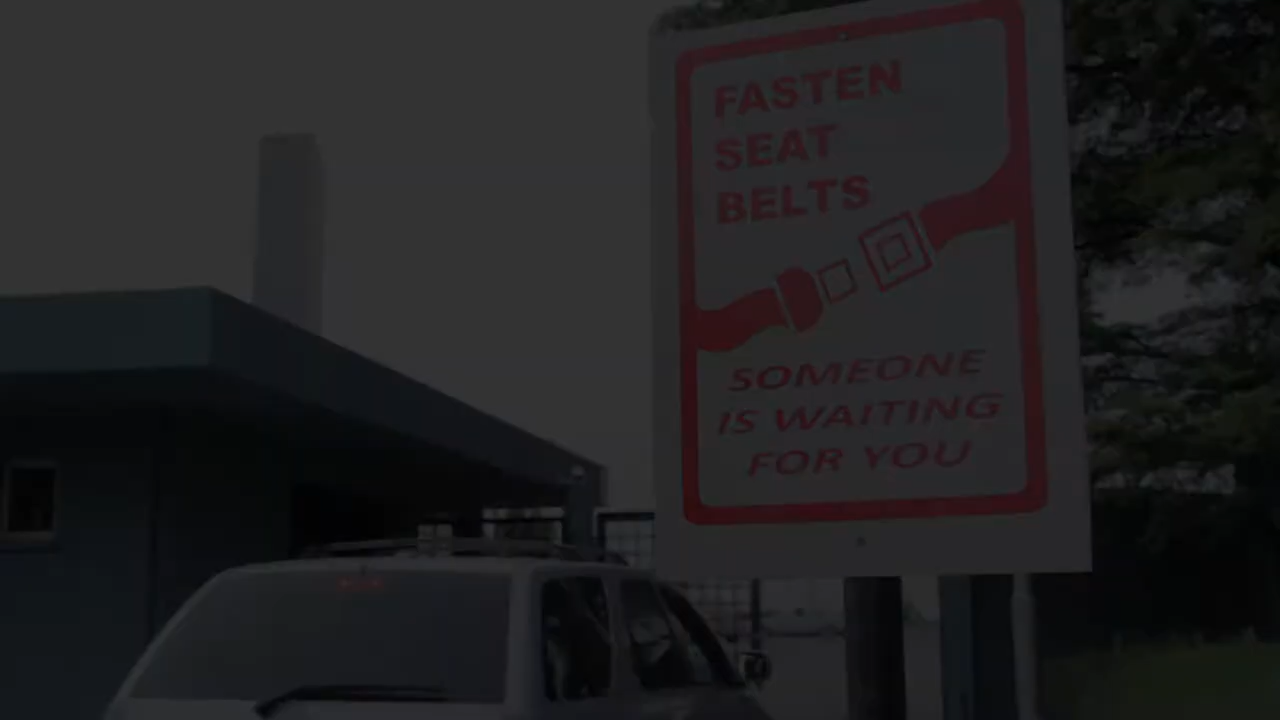 FASTEN
SEAT
BELTS
SOMEONE
IS WAITING
FOR YOU